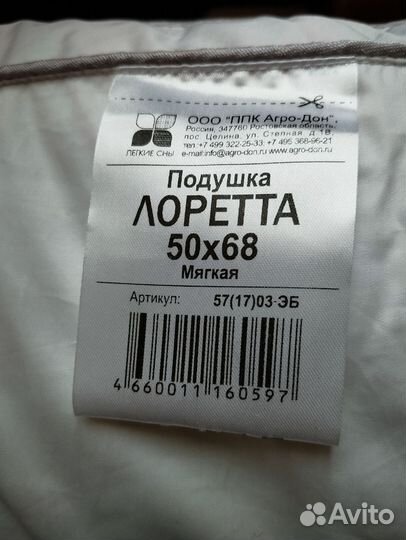 ООО "ППК Агро-Дон",
Россия, 347760 Ростовская область,
пос. Целина, ул. Степная, д.1В,
тел +7 499 322-25-33, +7 495 368-96-21
e-mail:info@agro-don.ru www.agro-don.ru
ЛЕГКИЕ СНЫ
Подушка
ЛОРЕТТА
50x68
Мягкая
Артикул: 57(17)03-ЭБ
4 660011 160597
Avito